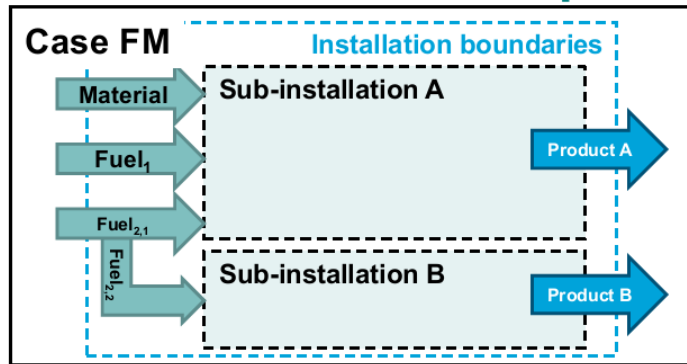 Case FM
Installation boundaries
Material
Sub-installation A
Fuel1
Product A
Fuel2,1
Fuel2,2
Sub-installation B
Product B